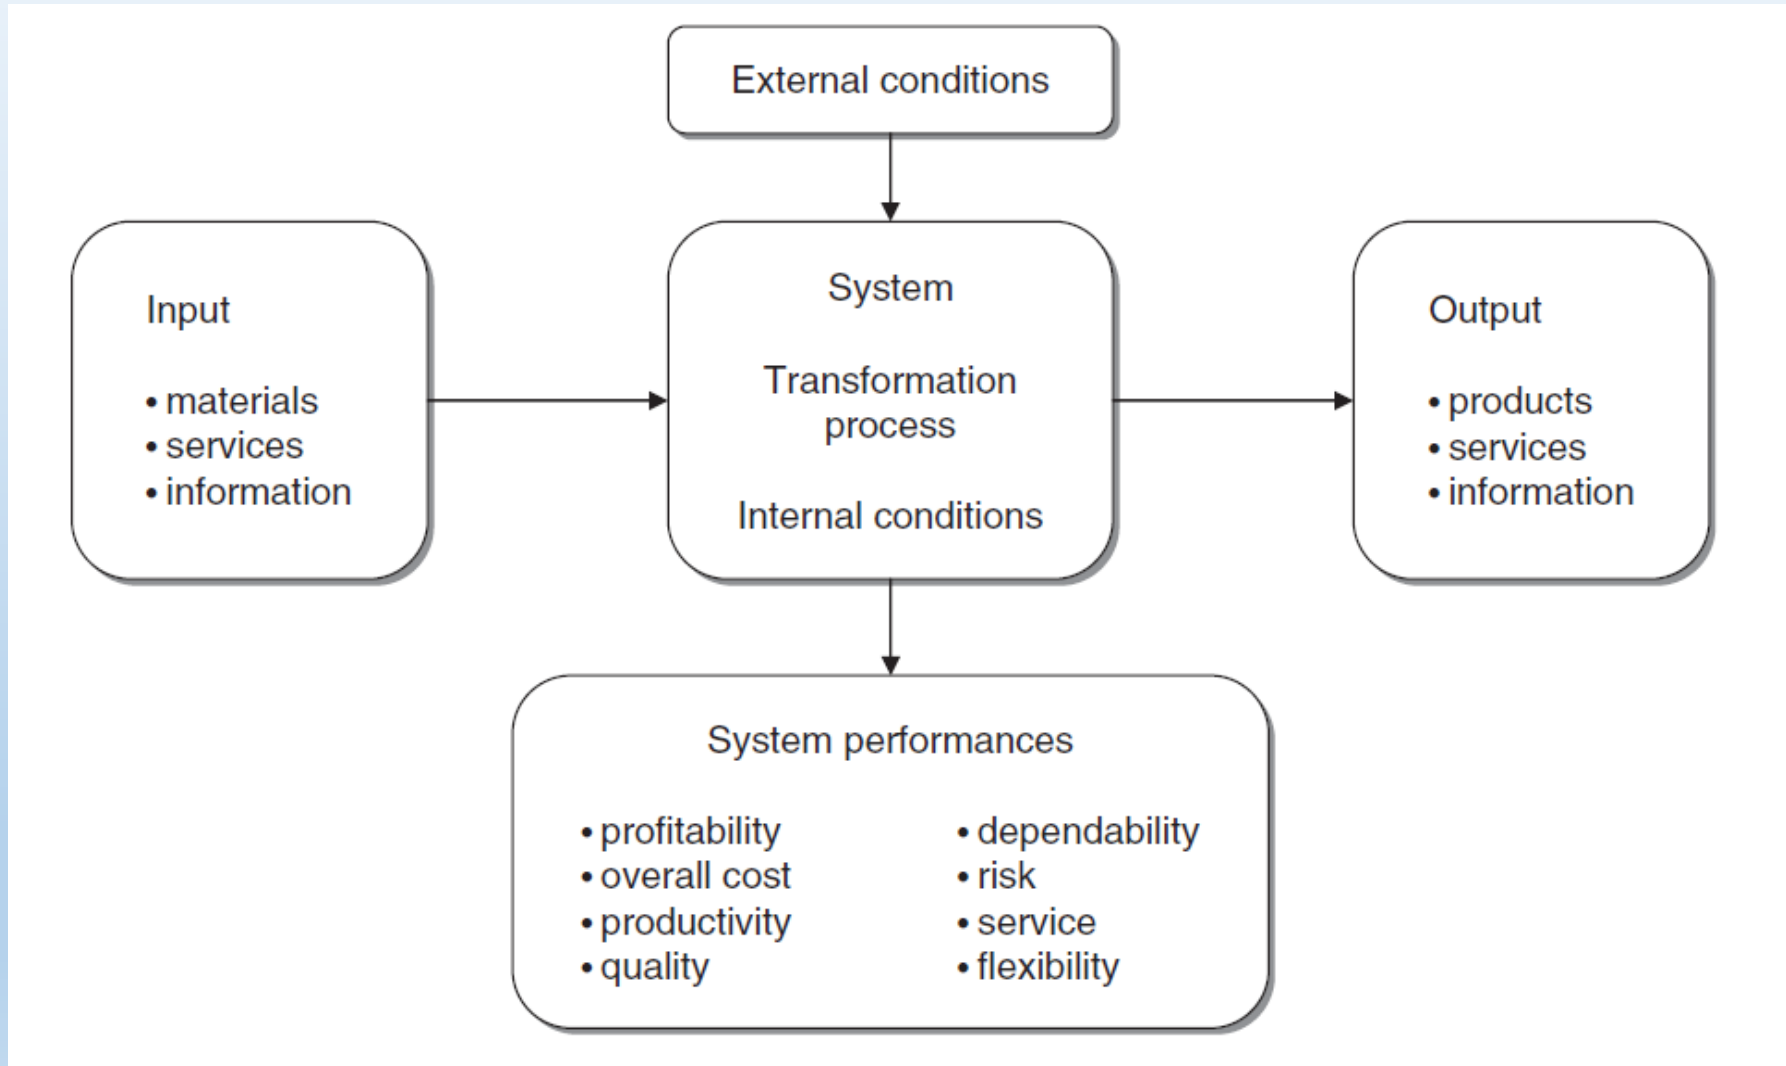 External conditions
Input
• materials
• services
• information
System
Transformation
process
Internal conditions
Output
• products
• services
• information
System performances
• profitability
• overall cost
• productivity
• quality
• dependability
• risk
• service
• flexibility